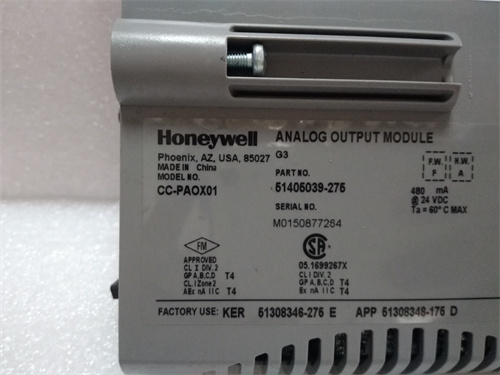 Honeywell ANALOG OUTPUT MODULE
Phoenix, AZ, USA, 85027 G3
MADE IN China
MODEL NO. PART NO.
CC-PAOX01 51405039-275
SERIAL NO.
M0150877264
F.W. H.W.
F A
480 mA
@ 24 VDC
Ta = 60°C MAX
FM
APPROVED
CL I DIV. 2
GP A,B,C,D T4
CL.I Zone 2
AEx nA IIC T4
SA
05.1699267X
CL I, DIV. 2
GP A,B,C,D T4
Ex nA IIC T4
FACTORY USE: KER 51308346-275 E APP 51308348-175 D